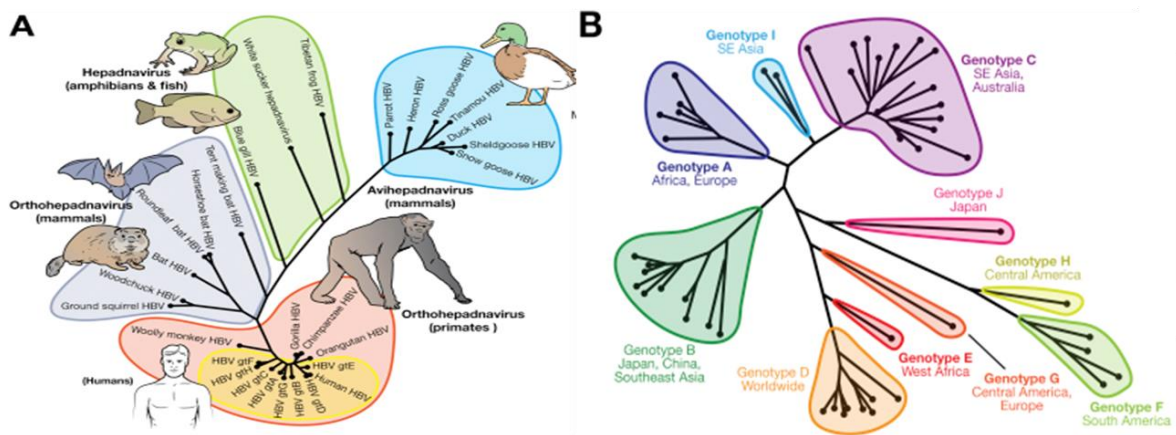 A
Hepadnavirus
(amphibians & fish)
White sucker hepadnavirus
Tibetan frog HBV
Blue gill HBV
Parrot HBV
Heron HBV
Ross goose HBV
Tinamou HBV
Duck HBV
Sheldgoose HBV
Snow goose HBV
Avihepadnavirus
(mammals)
Orthohepadnavirus
(mammals)
Tent making bat HBV
Horseshoe bat HBV
Roundleaf bat HBV
Bat HBV
Woodchuck HBV
Ground squirrel HBV
Orthohepadnavirus
(primates )
Woolly monkey HBV
Gorilla HBV
Chimpanzae HBV
Orangutan HBV
(Humans)
HBV gtF
HBV gtH
HBV gtC
HBV gtA
HBV gtG
HBV gtB
HBV gtD
Human HBV
HBV gtE
B
Genotype I
SE Asia
Genotype C
SE Asia,
Australia
Genotype A
Africa, Europe
Genotype J
Japan
Genotype H
Central America
Genotype B
Japan, China,
Southeast Asia
Genotype D
Worldwide
Genotype E
West Africa
Genotype G
Central America,
Europe
Genotype F
South America